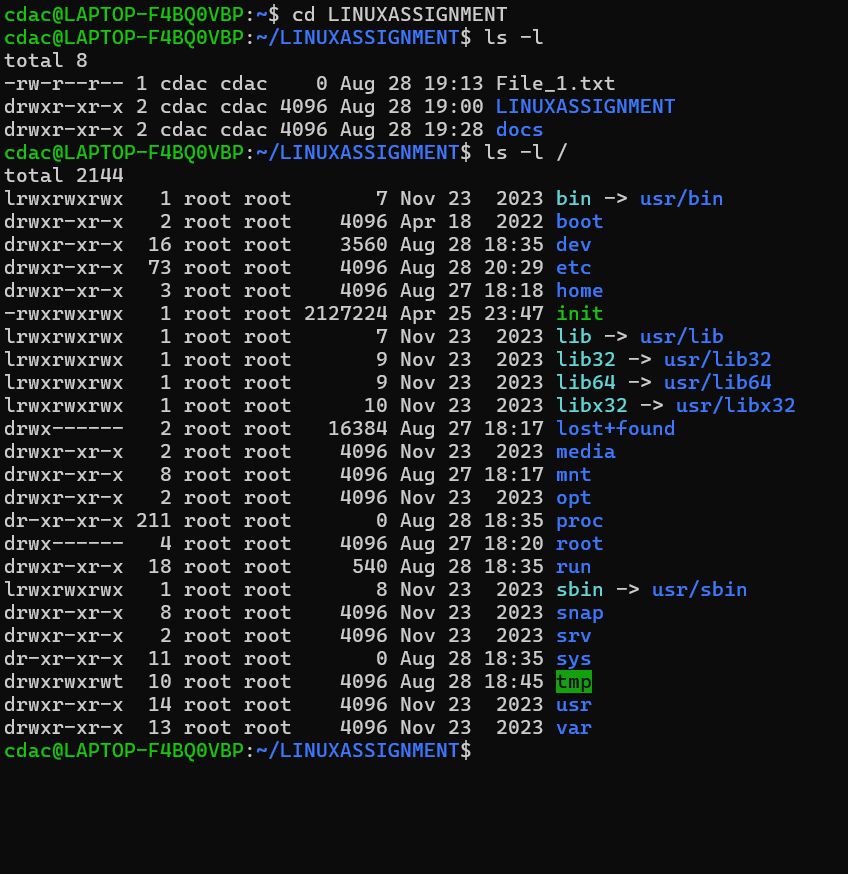 cdac@LAPTOP-F4BQ0VBP:~$ cd LINUXASSIGNMENT
cdac@LAPTOP-F4BQ0VBP:~/LINUXASSIGNMENT$ ls -l
total 8
-rw-r--r-- 1 cdac cdac    0 Aug 28 19:13 File_1.txt
drwxr-xr-x 2 cdac cdac 4096 Aug 28 19:00 LINUXASSIGNMENT
drwxr-xr-x 2 cdac cdac 4096 Aug 28 19:28 docs
cdac@LAPTOP-F4BQ0VBP:~/LINUXASSIGNMENT$ ls -l /
total 2144
lrwxrwxrwx   1 root root       7 Nov 23  2023 bin -> usr/bin
drwxr-xr-x   2 root root    4096 Apr 18  2022 boot
drwxr-xr-x  16 root root    3560 Aug 28 18:35 dev
drwxr-xr-x  73 root root    4096 Aug 28 20:29 etc
drwxr-xr-x   3 root root    4096 Aug 27 18:18 home
-rwxrwxrwx   1 root root 2127224 Apr 25 23:47 init
lrwxrwxrwx   1 root root       7 Nov 23  2023 lib -> usr/lib
lrwxrwxrwx   1 root root       9 Nov 23  2023 lib32 -> usr/lib32
lrwxrwxrwx   1 root root       9 Nov 23  2023 lib64 -> usr/lib64
lrwxrwxrwx   1 root root      10 Nov 23  2023 libx32 -> usr/libx32
drwx------   2 root root   16384 Aug 27 18:17 lost+found
drwxr-xr-x   2 root root    4096 Nov 23  2023 media
drwxr-xr-x   8 root root    4096 Aug 27 18:17 mnt
drwxr-xr-x   2 root root    4096 Nov 23  2023 opt
dr-xr-xr-x 211 root root       0 Aug 28 18:35 proc
drwx------   4 root root    4096 Aug 27 18:20 root
drwxr-xr-x  18 root root     540 Aug 28 18:35 run
lrwxrwxrwx   1 root root       8 Nov 23  2023 sbin -> usr/sbin
drwxr-xr-x   8 root root    4096 Nov 23  2023 snap
drwxr-xr-x   2 root root    4096 Nov 23  2023 srv
dr-xr-xr-x  11 root root       0 Aug 28 18:35 sys
drwxrwxrwt  10 root root    4096 Aug 28 18:45 tmp
drwxr-xr-x  14 root root    4096 Nov 23  2023 usr
drwxr-xr-x  13 root root    4096 Nov 23  2023 var
cdac@LAPTOP-F4BQ0VBP:~/LINUXASSIGNMENT$